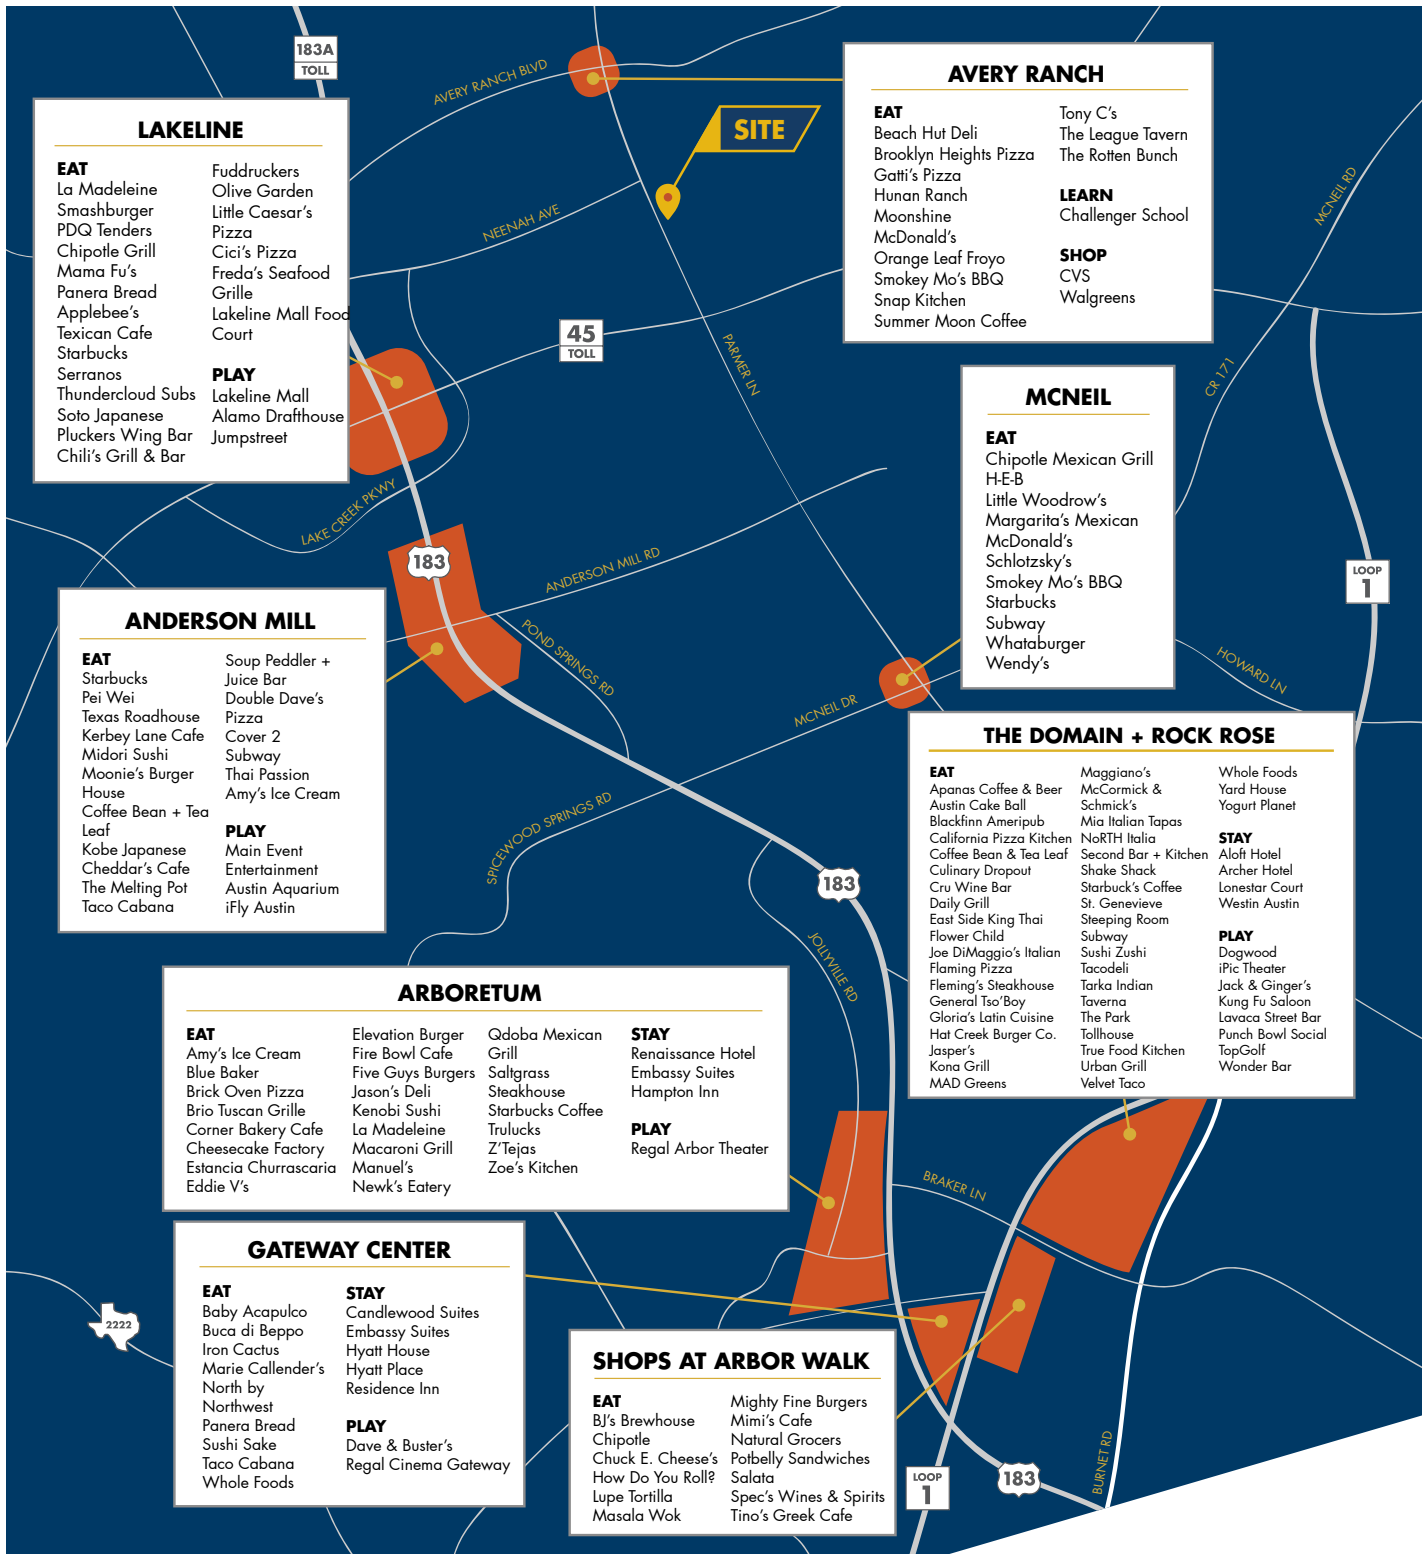 183A
TOLL
AVERY RANCH BLVD
SITE
NEENAH AVE
45
TOLL
PARMER LN
MCNEIL RD
CR 171
LOOP
1
HOWARD LN
LAKE CREEK PKWY
183
ANDERSON MILL RD
POND SPRINGS RD
MCNEIL DR
SPICEWOOD SPRINGS RD
183
JOLLYVILLE RD
BRAKER LN
2222
LOOP
1
183
BURNET RD
LAKELINE
EAT
La Madeleine
Smashburger
PDQ Tenders
Chipotle Grill
Mama Fu's
Panera Bread
Applebee's
Texican Cafe
Starbucks
Serranos
Thundercloud Subs
Soto Japanese
Pluckers Wing Bar
Chili's Grill & Bar
Fuddruckers
Olive Garden
Little Caesar's
Pizza
Cici's Pizza
Freda's Seafood
Grille
Lakeline Mall Food
Court
PLAY
Lakeline Mall
Alamo Drafthouse
Jumpstreet
AVERY RANCH
EAT
Beach Hut Deli
Brooklyn Heights Pizza
Gatti's Pizza
Hunan Ranch
Moonshine
McDonald's
Orange Leaf Froyo
Smokey Mo's BBQ
Snap Kitchen
Summer Moon Coffee
Tony C's
The League Tavern
The Rotten Bunch
LEARN
Challenger School
SHOP
CVS
Walgreens
MCNEIL
EAT
Chipotle Mexican Grill
H-E-B
Little Woodrow's
Margarita's Mexican
McDonald's
Schlotzsky's
Smokey Mo's BBQ
Starbucks
Subway
Whataburger
Wendy's
ANDERSON MILL
EAT
Starbucks
Pei Wei
Texas Roadhouse
Kerbey Lane Cafe
Midori Sushi
Moonie's Burger
House
Coffee Bean + Tea
Leaf
Kobe Japanese
Cheddar's Cafe
The Melting Pot
Taco Cabana
Soup Peddler +
Juice Bar
Double Dave's
Pizza
Cover 2
Subway
Thai Passion
Amy's Ice Cream
PLAY
Main Event
Entertainment
Austin Aquarium
iFly Austin
THE DOMAIN + ROCK ROSE
EAT
Apanas Coffee & Beer
Austin Cake Ball
Blackfinn Ameripub
California Pizza Kitchen
Coffee Bean & Tea Leaf
Culinary Dropout
Cru Wine Bar
Daily Grill
East Side King Thai
Flower Child
Joe DiMaggio's Italian
Flaming Pizza
Fleming's Steakhouse
General Tso'Boy
Gloria's Latin Cuisine
Hat Creek Burger Co.
Jasper's
Kona Grill
MAD Greens
Maggiano's
McCormick &
Schmick's
Mia Italian Tapas
NoRTH Italia
Second Bar + Kitchen
Shake Shack
Starbuck's Coffee
St. Genevieve
Steeping Room
Subway
Sushi Zushi
Tacodeli
Tarka Indian
Taverna
The Park
Tollhouse
True Food Kitchen
Urban Grill
Velvet Taco
Whole Foods
Yard House
Yogurt Planet
STAY
Aloft Hotel
Archer Hotel
Lonestar Court
Westin Austin
PLAY
Dogwood
iPic Theater
Jack & Ginger's
Kung Fu Saloon
Lavaca Street Bar
Punch Bowl Social
TopGolf
Wonder Bar
ARBORETUM
EAT
Amy's Ice Cream
Blue Baker
Brick Oven Pizza
Brio Tuscan Grille
Corner Bakery Cafe
Cheesecake Factory
Estancia Churrascaria
Eddie V's
Elevation Burger
Fire Bowl Cafe
Five Guys Burgers
Jason's Deli
Kenobi Sushi
La Madeleine
Macaroni Grill
Manuel's
Newk's Eatery
Qdoba Mexican
Grill
Saltgrass
Steakhouse
Starbucks Coffee
Trulucks
Z'Tejas
Zoe's Kitchen
STAY
Renaissance Hotel
Embassy Suites
Hampton Inn
PLAY
Regal Arbor Theater
GATEWAY CENTER
EAT
Baby Acapulco
Buca di Beppo
Iron Cactus
Marie Callender's
North by
Northwest
Panera Bread
Sushi Sake
Taco Cabana
Whole Foods
STAY
Candlewood Suites
Embassy Suites
Hyatt House
Hyatt Place
Residence Inn
PLAY
Dave & Buster's
Regal Cinema Gateway
SHOPS AT ARBOR WALK
EAT
BJ's Brewhouse
Chipotle
Chuck E. Cheese's
How Do You Roll?
Lupe Tortilla
Masala Wok
Mighty Fine Burgers
Mimi's Cafe
Natural Grocers
Potbelly Sandwiches
Salata
Spec's Wines & Spirits
Tino's Greek Cafe